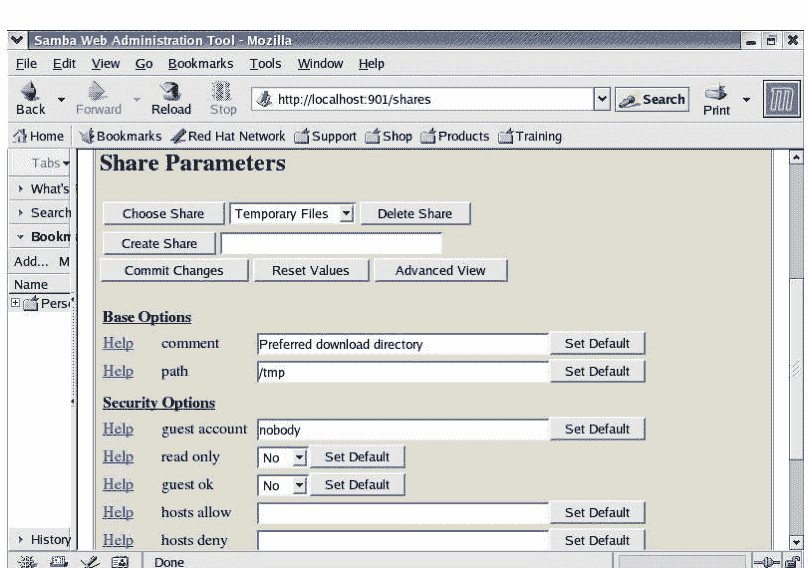 Samba Web Administration Tool - Mozilla
File Edit View Go Bookmarks Tools Window Help
Back Forward Reload Stop http://localhost:901/shares Search Print
Home Bookmarks Red Hat Network Support Shop Products Training
Tabs
What's
Search
Bookm
Add... M
Name
Perso
History
Share Parameters
Choose Share Temporary Files Delete Share
Create Share
Commit Changes Reset Values Advanced View
Base Options
Help comment Preferred download directory Set Default
Help path /tmp Set Default
Security Options
Help guest account nobody Set Default
Help read only No Set Default
Help guest ok No Set Default
Help hosts allow Set Default
Help hosts deny Set Default
Done